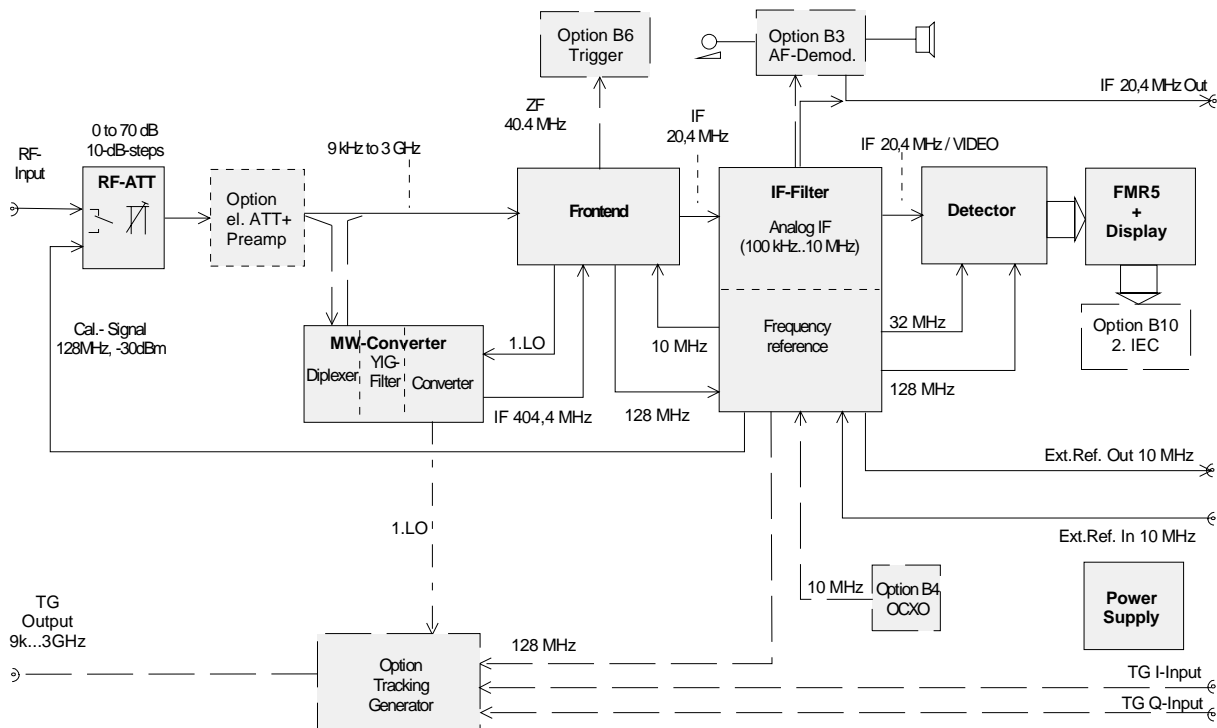 Option B6
Trigger
Option B3
AF-Demod.
IF 20,4 MHz Out
ZF
40.4 MHz
IF
20,4 MHz
IF 20,4 MHz / VIDEO
0 to 70 dB
10-dB-steps
RF-
Input
9 kHz to 3 GHz
RF-ATT
Option
el. ATT+
Preamp
Frontend
IF-Filter
Analog IF
(100 kHz..10 MHz)
Detector
FMR5
+
Display
Cal.- Signal
128MHz, -30dBm
MW-Converter
Diplexer
YIG-
Filter
Converter
1.LO
10 MHz
Frequency
reference
32 MHz
Option B10
2. IEC
IF 404,4 MHz
128 MHz
128 MHz
Ext.Ref. Out 10 MHz
1.LO
Ext.Ref. In 10 MHz
10 MHz
Option B4
OCXO
Power
Supply
TG
Output
9k...3GHz
128 MHz
Option
Tracking
Generator
TG I-Input
TG Q-Input